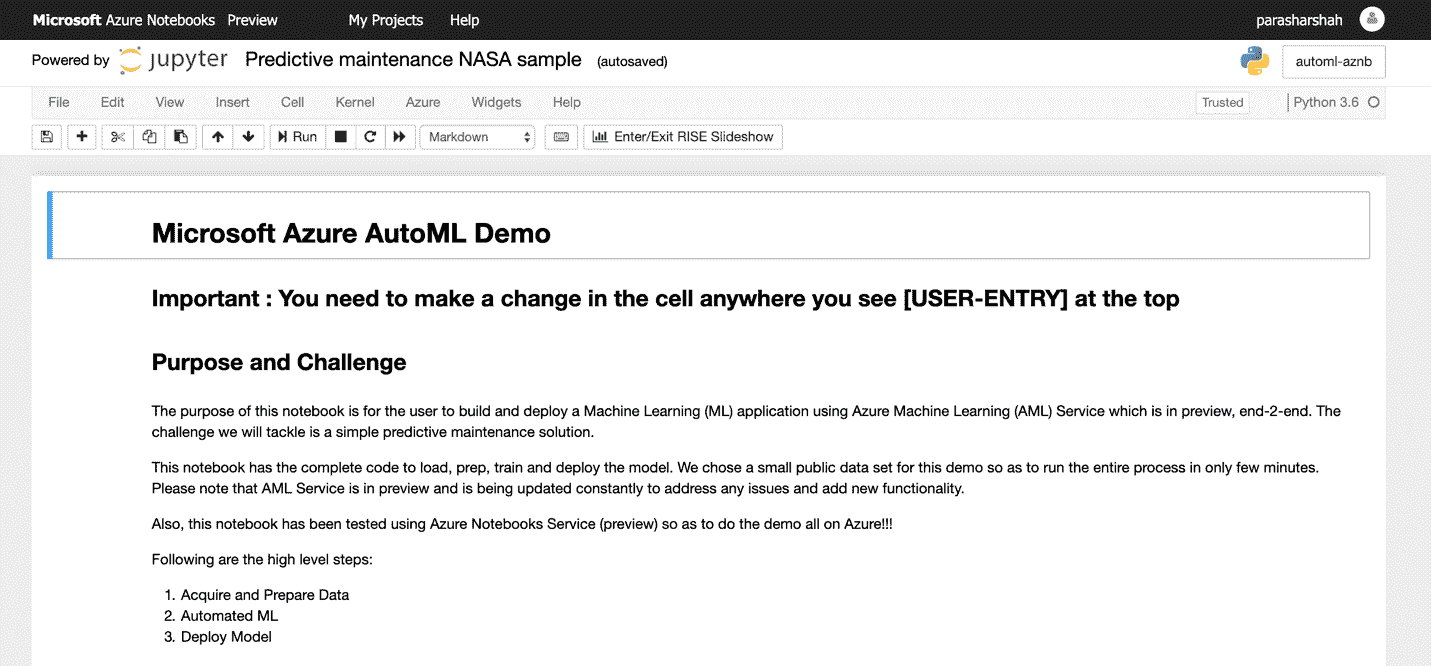 Microsoft Azure Notebooks Preview My Projects Help parasharshah
Powered by jupyter Predictive maintenance NASA sample (autosaved) automl-aznb
File Edit View Insert Cell Kernel Azure Widgets Help Trusted Python 3.6
Run Markdown Enter/Exit RISE Slideshow
Microsoft Azure AutoML Demo
Important : You need to make a change in the cell anywhere you see [USER-ENTRY] at the top
Purpose and Challenge
The purpose of this notebook is for the user to build and deploy a Machine Learning (ML) application using Azure Machine Learning (AML) Service which is in preview, end-2-end. The
challenge we will tackle is a simple predictive maintenance solution.
This notebook has the complete code to load, prep, train and deploy the model. We chose a small public data set for this demo so as to run the entire process in only few minutes.
Please note that AML Service is in preview and is being updated constantly to address any issues and add new functionality.
Also, this notebook has been tested using Azure Notebooks Service (preview) so as to do the demo all on Azure!!!
Following are the high level steps:
1. Acquire and Prepare Data
2. Automated ML
3. Deploy Model